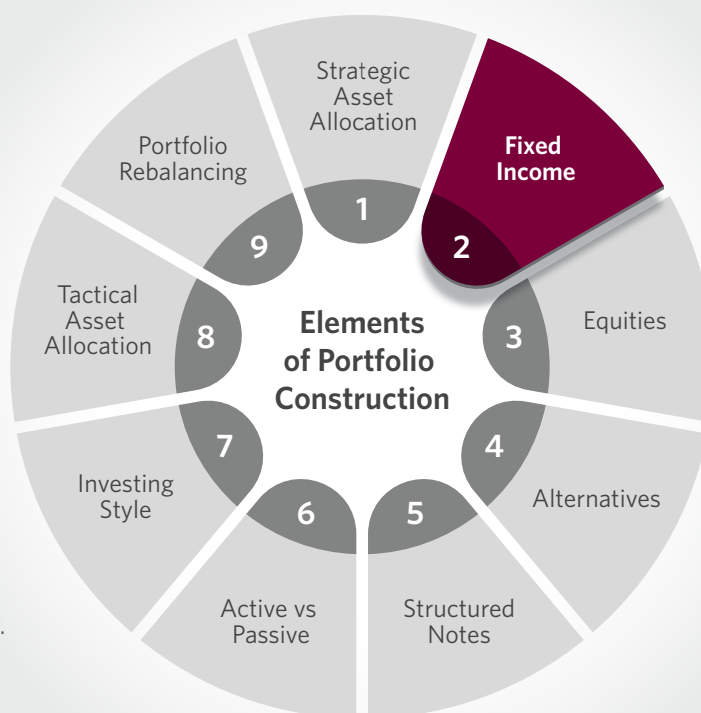 Elements
of Portfolio
Construction
1
Strategic
Asset
Allocation
2
Fixed
Income
3
Equities
4
Alternatives
5
Structured
Notes
6
Active vs
Passive
7
Investing
Style
8
Tactical
Asset
Allocation
9
Portfolio
Rebalancing
.